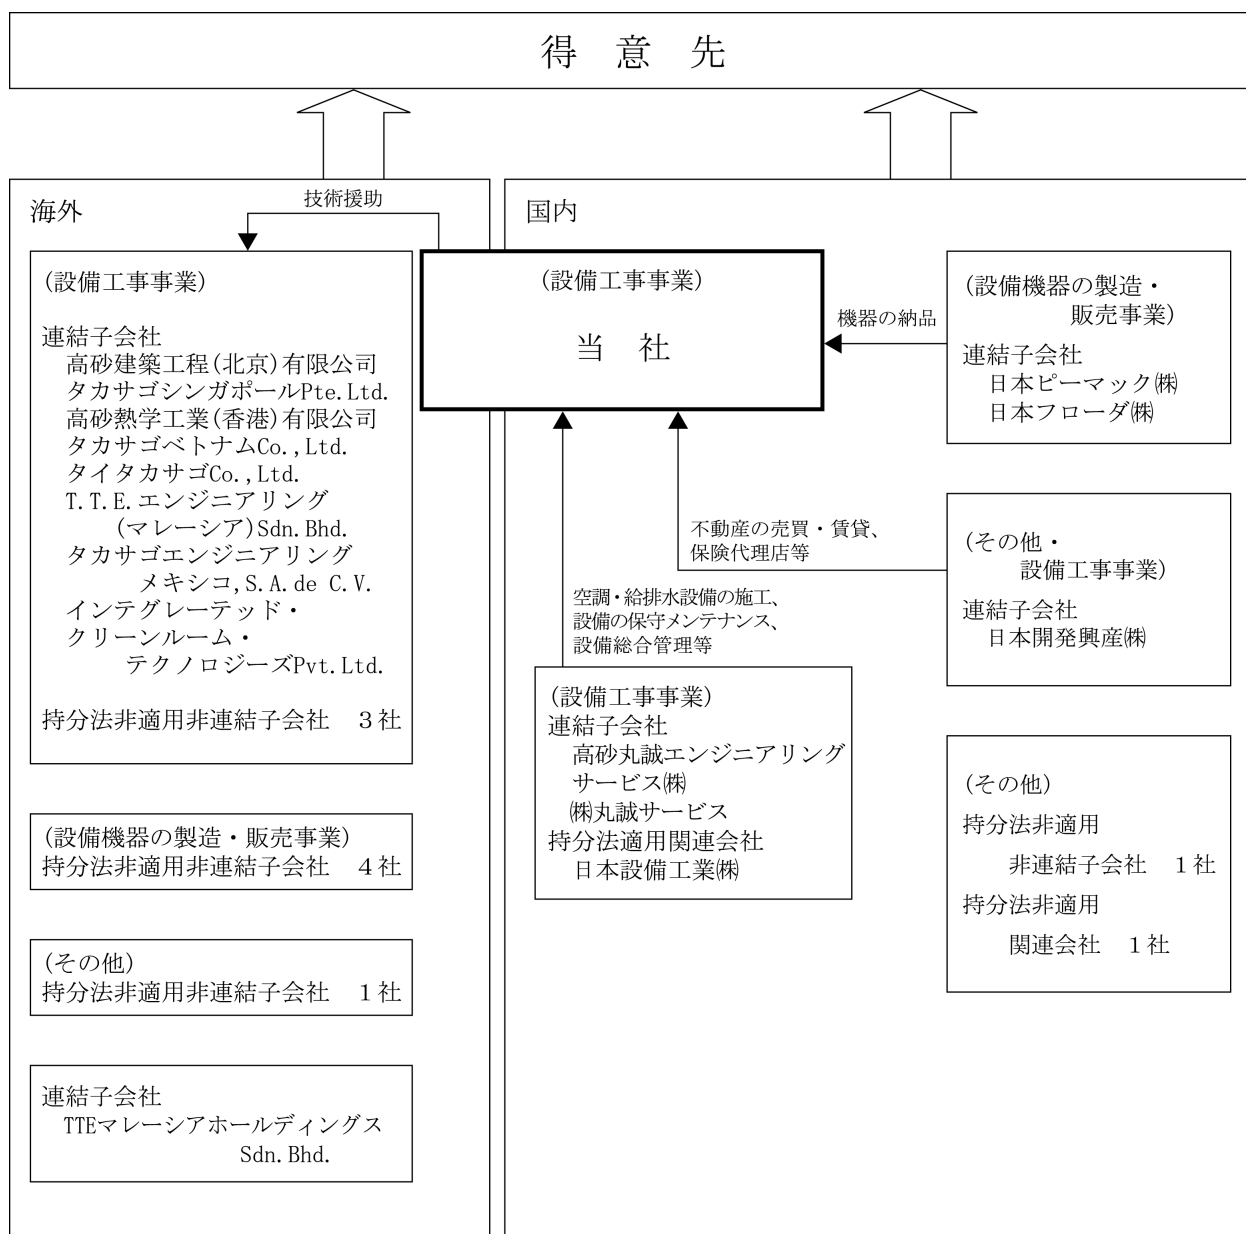 得 意 先
海外
技術援助
(設備工事事業)
連結子会社
高砂建築工程(北京)有限公司
タカサゴシンガポールPte.Ltd.
高砂熱学工業(香港)有限公司
タカサゴベトナムCo.,Ltd.
タイタカサゴCo.,Ltd.
T.T.E.エンジニアリング
(マレーシア)Sdn.Bhd.
タカサゴエンジニアリング
メキシコ,S.A.de C.V.
インテグレーテッド・
クリーンルーム・
テクノロジーズPvt.Ltd.
持分法非適用非連結子会社 3社
(設備機器の製造・販売事業)
持分法非適用非連結子会社 4社
(その他)
持分法非適用非連結子会社 1社
連結子会社
TTEマレーシアホールディングス
Sdn.Bhd.
国内
(設備工事事業)
当 社
機器の納品
(設備機器の製造・
販売事業)
連結子会社
日本ピーマック㈱
日本フローダ㈱
不動産の売買・賃貸、
保険代理店等
(その他・
設備工事事業)
連結子会社
日本開発興産㈱
空調・給排水設備の施工、
設備の保守メンテナンス、
設備総合管理等
(設備工事事業)
連結子会社
高砂丸誠エンジニアリング
サービス㈱
㈱丸誠サービス
持分法適用関連会社
日本設備工業㈱
(その他)
持分法非適用
非連結子会社 1社
持分法非適用
関連会社 1社